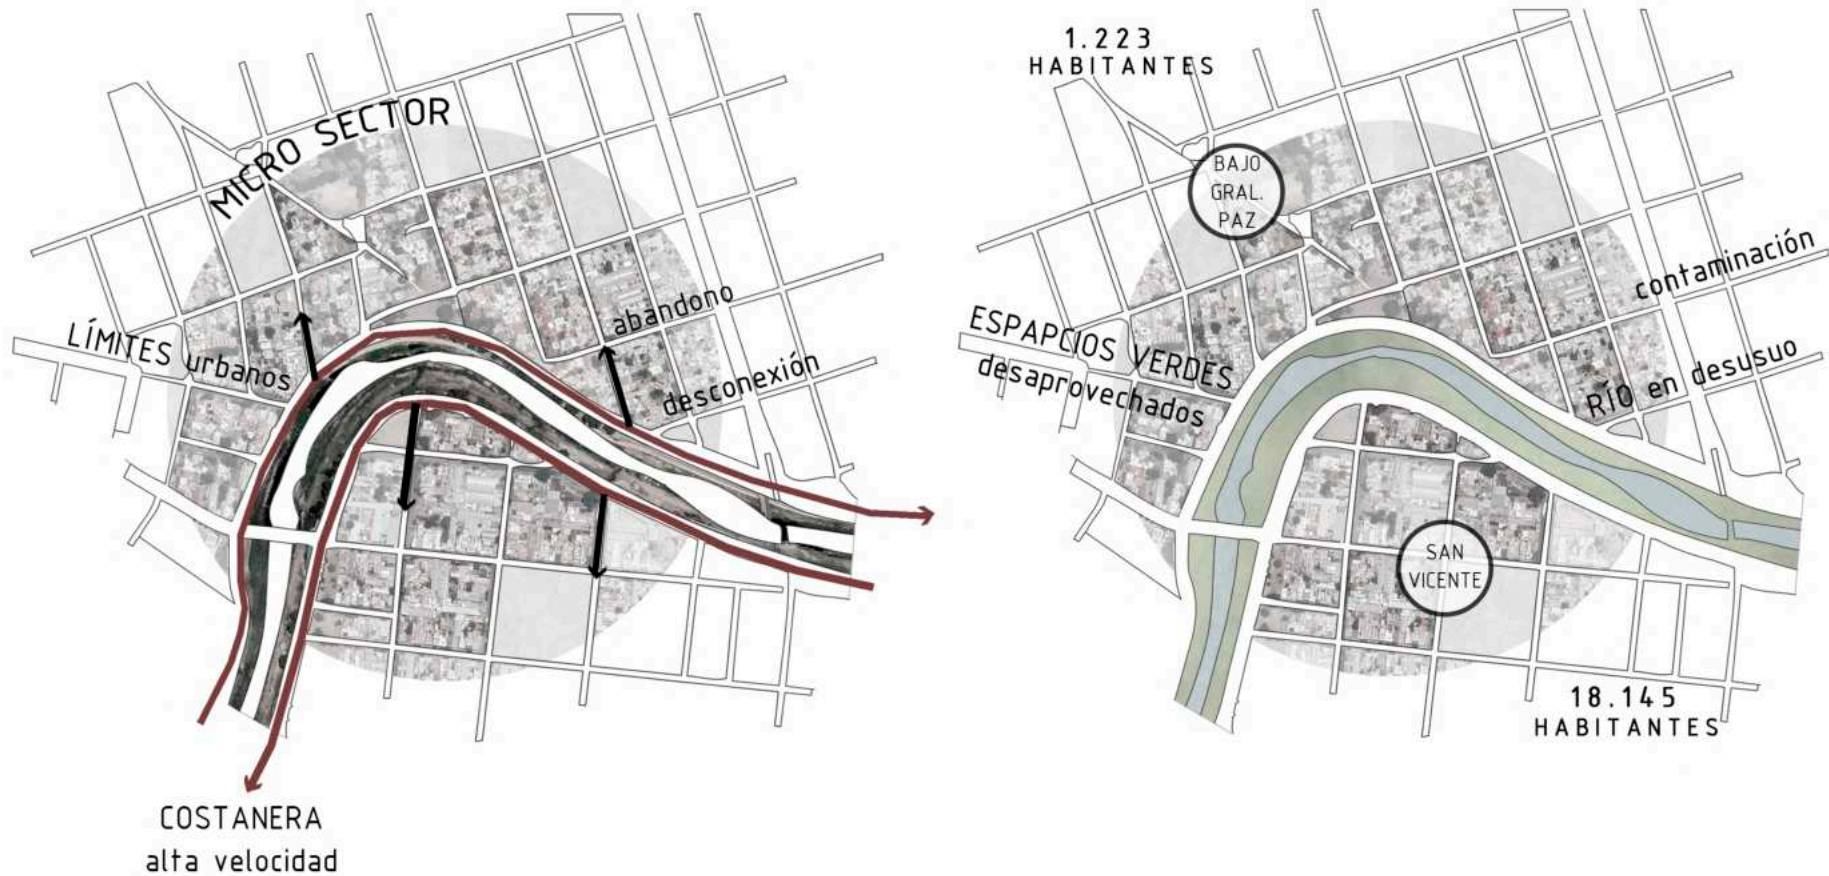 MICRO SECTOR
LÍMITES urbanos
abandono
desconexión
COSTANERA
alta velocidad
1.223
HABITANTES
BAJO
GRAL.
PAZ
contaminación
ESPAPCIOS VERDES
desaprovechados
RÍO en desusuo
SAN
VICENTE
18.145
HABITANTES